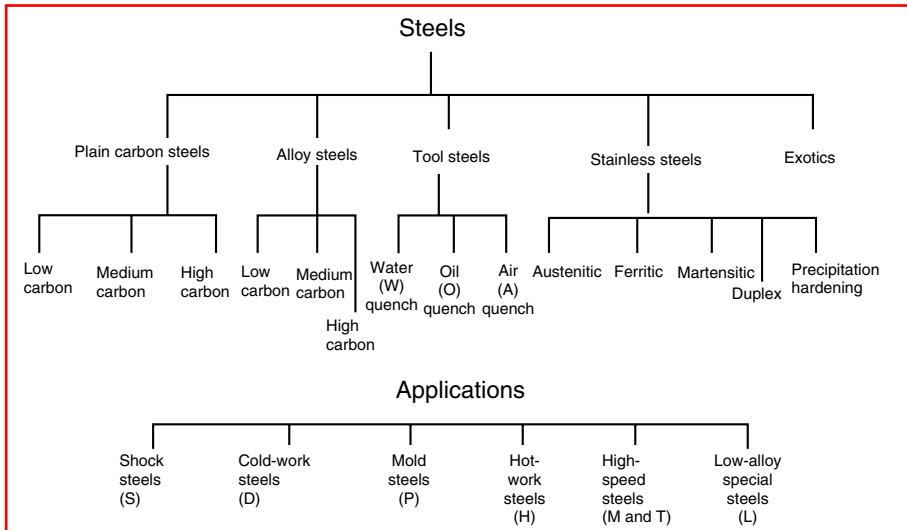 Steels
Plain carbon steels
Alloy steels
Tool steels
Stainless steels
Exotics
Low
carbon
Medium
carbon
High
carbon
Low
carbon
Medium
carbon
High
carbon
Water
(W)
quench
Oil
(O)
quench
Air
(A)
quench
Austenitic
Ferritic
Martensitic
Duplex
Precipitation
hardening
Applications
Shock
steels
(S)
Cold-work
steels
(D)
Mold
steels
(P)
Hot-
work
steels
(H)
High-
speed
steels
(M and T)
Low-alloy
special
steels
(L)